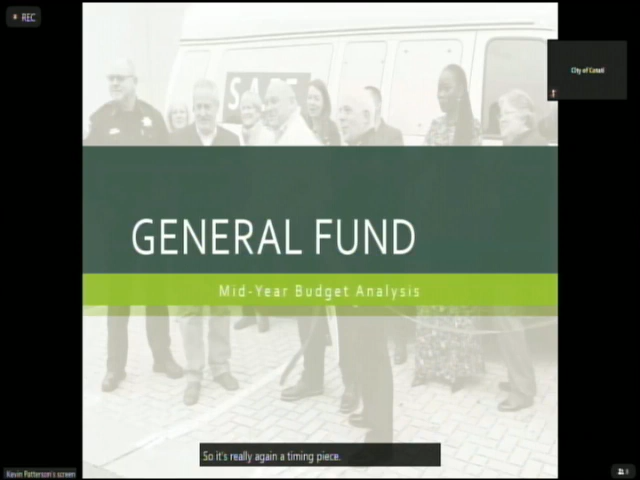 REC
City of Cotati
SAFE
GENERAL FUND
Mid-Year Budget Analysis
So it's really again a timing piece.
Kevin Patterson's screen